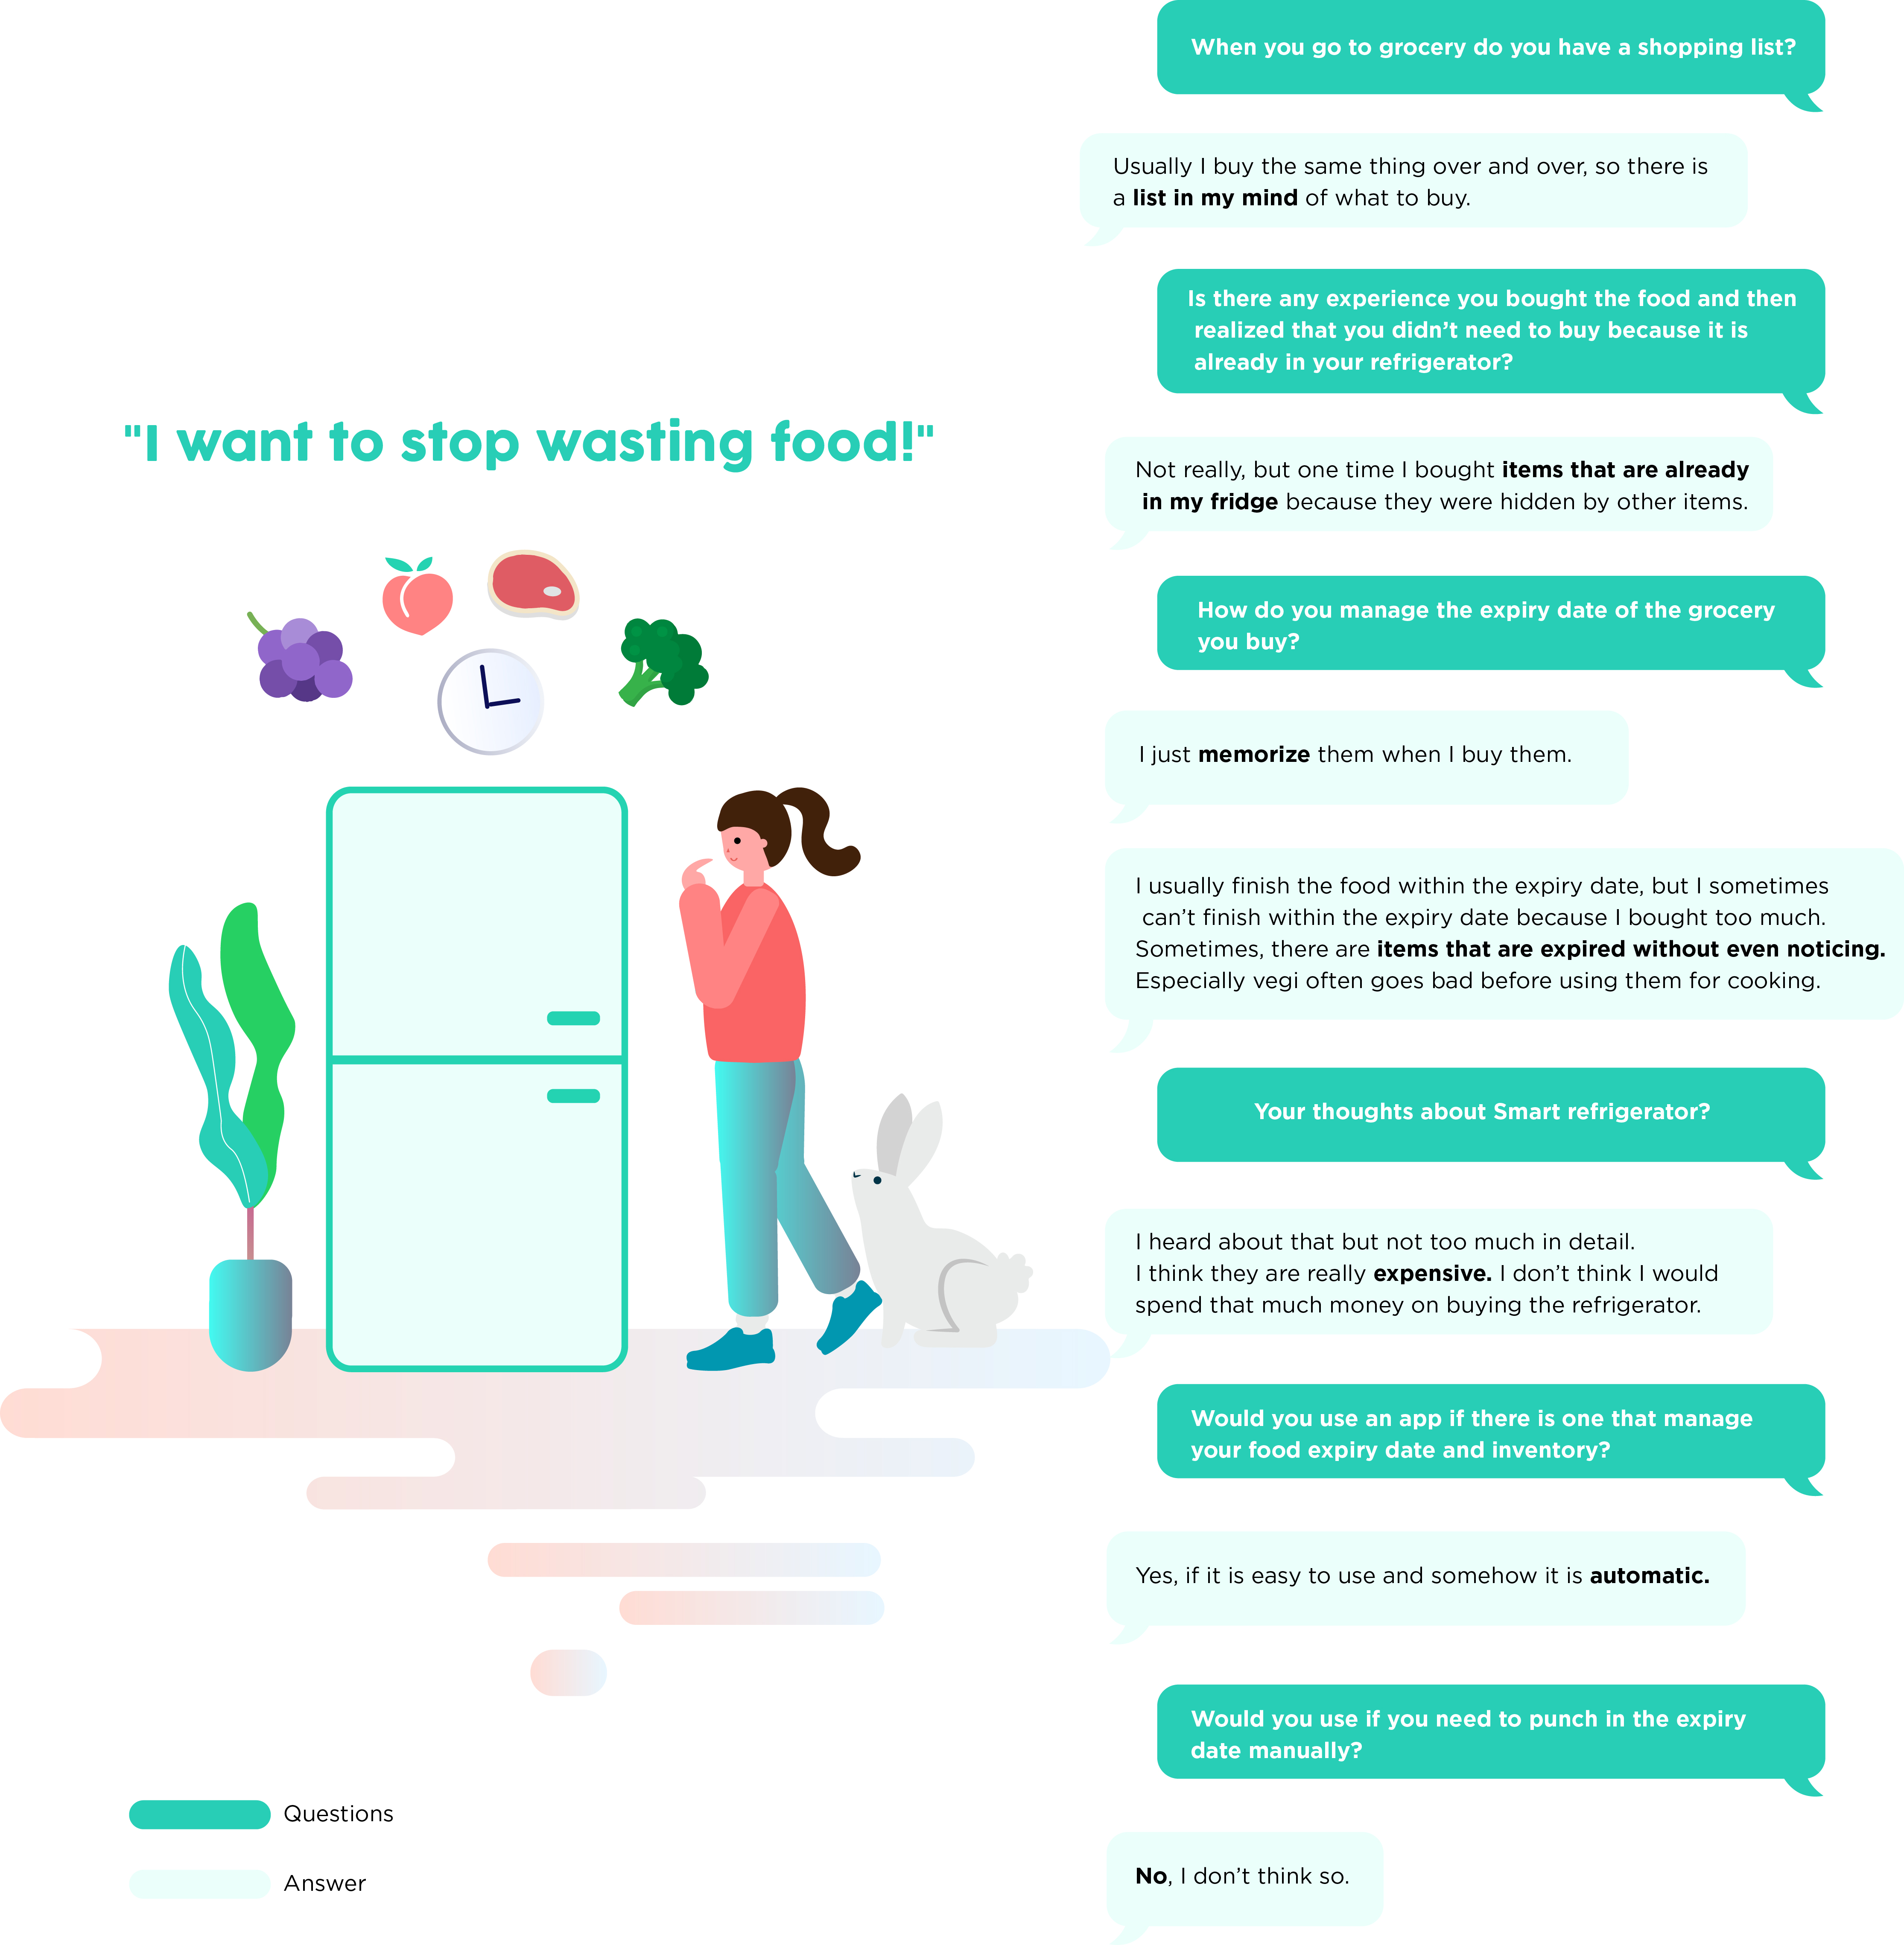 When you go to grocery do you have a shopping list?
Usually I buy the same thing over and over, so there is
a list in my mind of what to buy.
Is there any experience you bought the food and then
realized that you didn’t need to buy because it is
already in your refrigerator?
"I want to stop wasting food!"
Not really, but one time I bought items that are already
in my fridge because they were hidden by other items.
How do you manage the expiry date of the grocery
you buy?
I just memorize them when I buy them.
I usually finish the food within the expiry date, but I sometimes
can’t finish within the expiry date because I bought too much.
Sometimes, there are items that are expired without even noticing.
Especially vegi often goes bad before using them for cooking.
Your thoughts about Smart refrigerator?
I heard about that but not too much in detail.
I think they are really expensive. I don’t think I would
spend that much money on buying the refrigerator.
Would you use an app if there is one that manage
your food expiry date and inventory?
Yes, if it is easy to use and somehow it is automatic.
Would you use if you need to punch in the expiry
date manually?
No, I don’t think so.
Questions
Answer